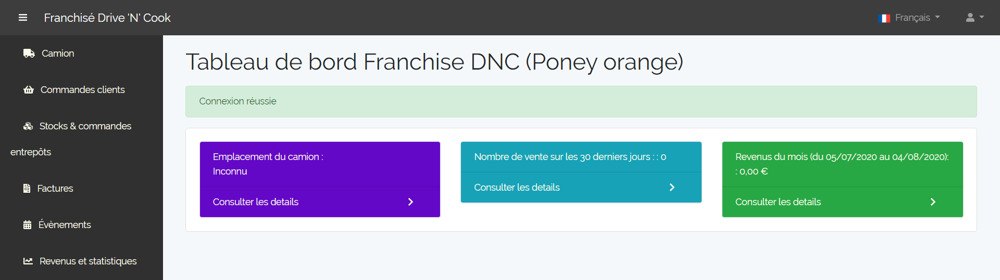 Franchisé Drive 'N' Cook
Français
Camion
Commandes clients
Stocks & commandes
entrepôts
Factures
Évènements
Revenus et statistiques
Tableau de bord Franchise DNC (Poney orange)
Connexion réussie
Emplacement du camion :
Inconnu
Consulter les details
Nombre de vente sur les 30 derniers jours : : 0
Consulter les details
Revenus du mois (du 05/07/2020 au 04/08/2020):
: 0,00 €
Consulter les details